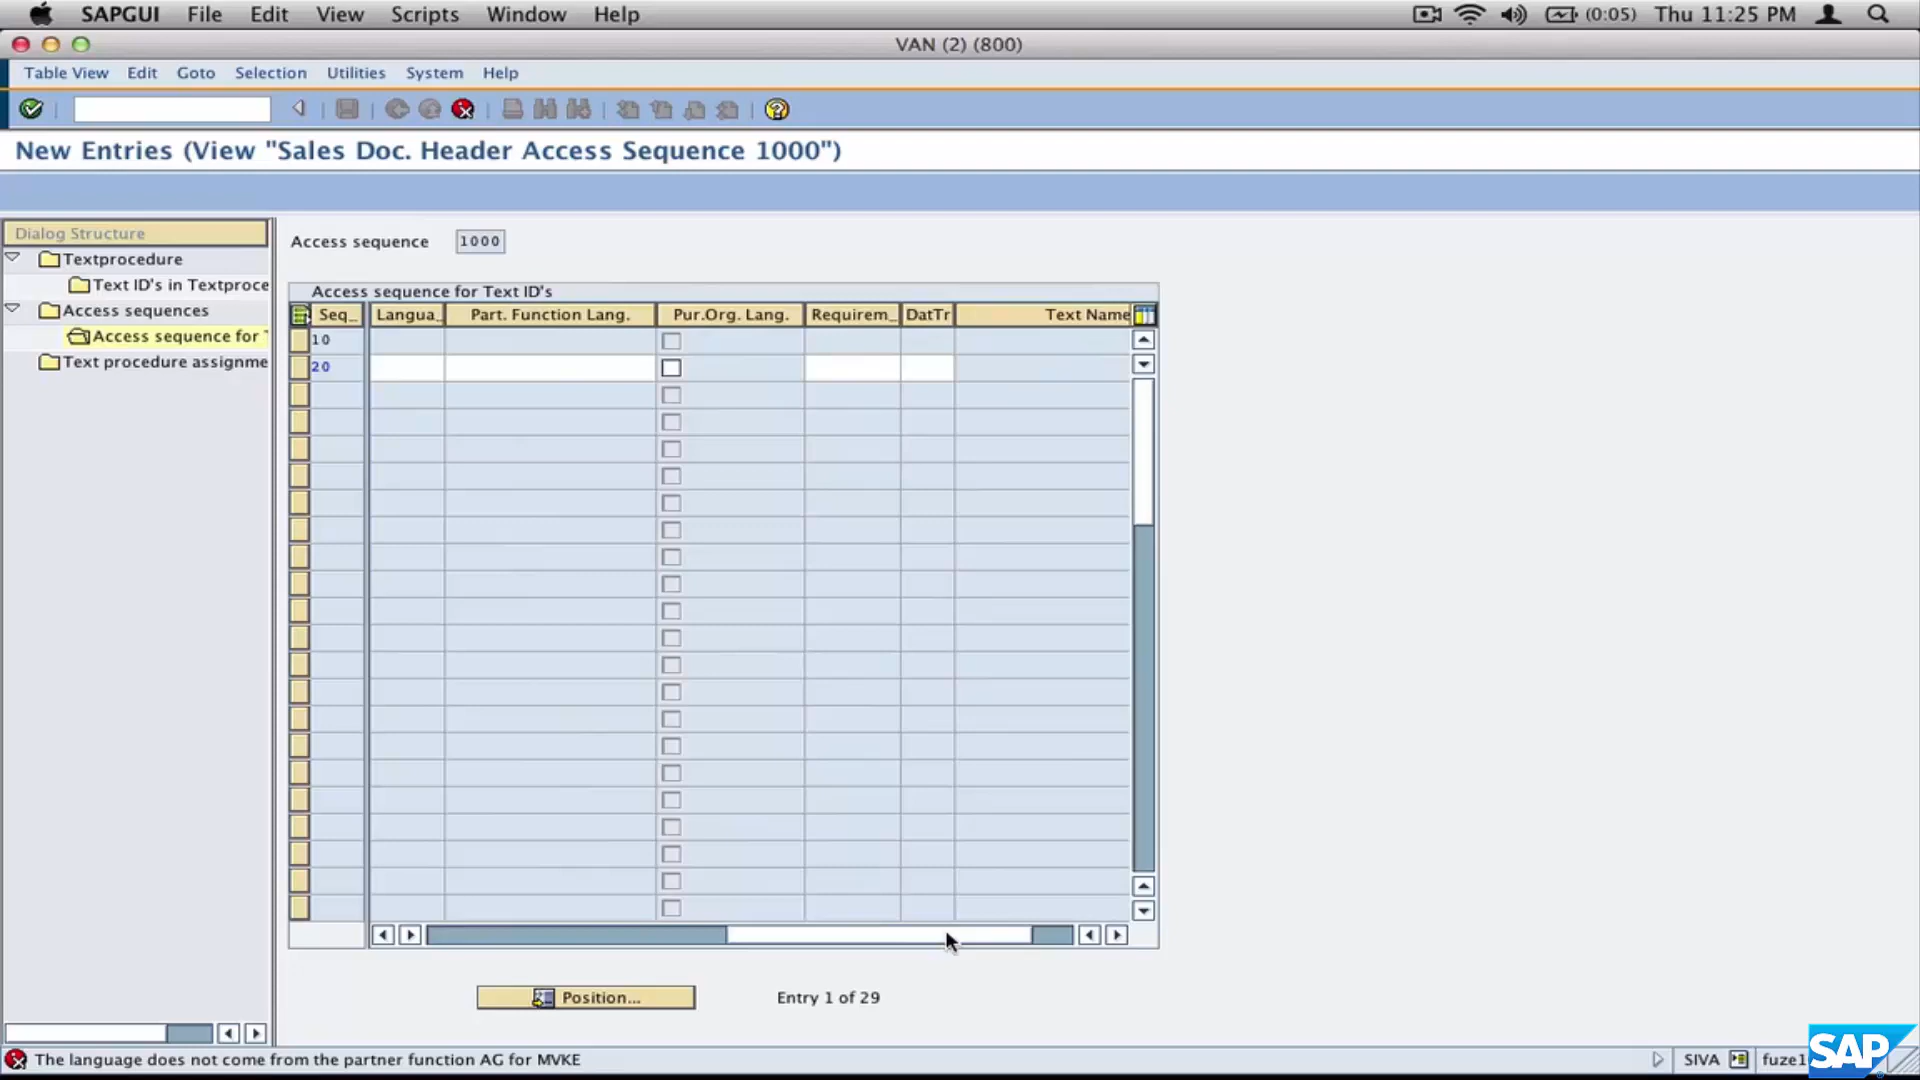 SAPGUI File Edit View Scripts Window Help (0:05) Thu 11:25 PM
VAN (2) (800)
Table View Edit Goto Selection Utilities System Help
New Entries (View "Sales Doc. Header Access Sequence 1000")
Dialog Structure
Textprocedure
Text ID's in Textproce
Access sequences
Access sequence for
Text procedure assignme
Access sequence 1000
Access sequence for Text ID's
Seq_ Langua_ Part. Function Lang. Pur.Org. Lang. Requirem_ DatTr Text Name
10
20
Position... Entry 1 of 29
The language does not come from the partner function AG for MVKE SIVA fuze1
SAP